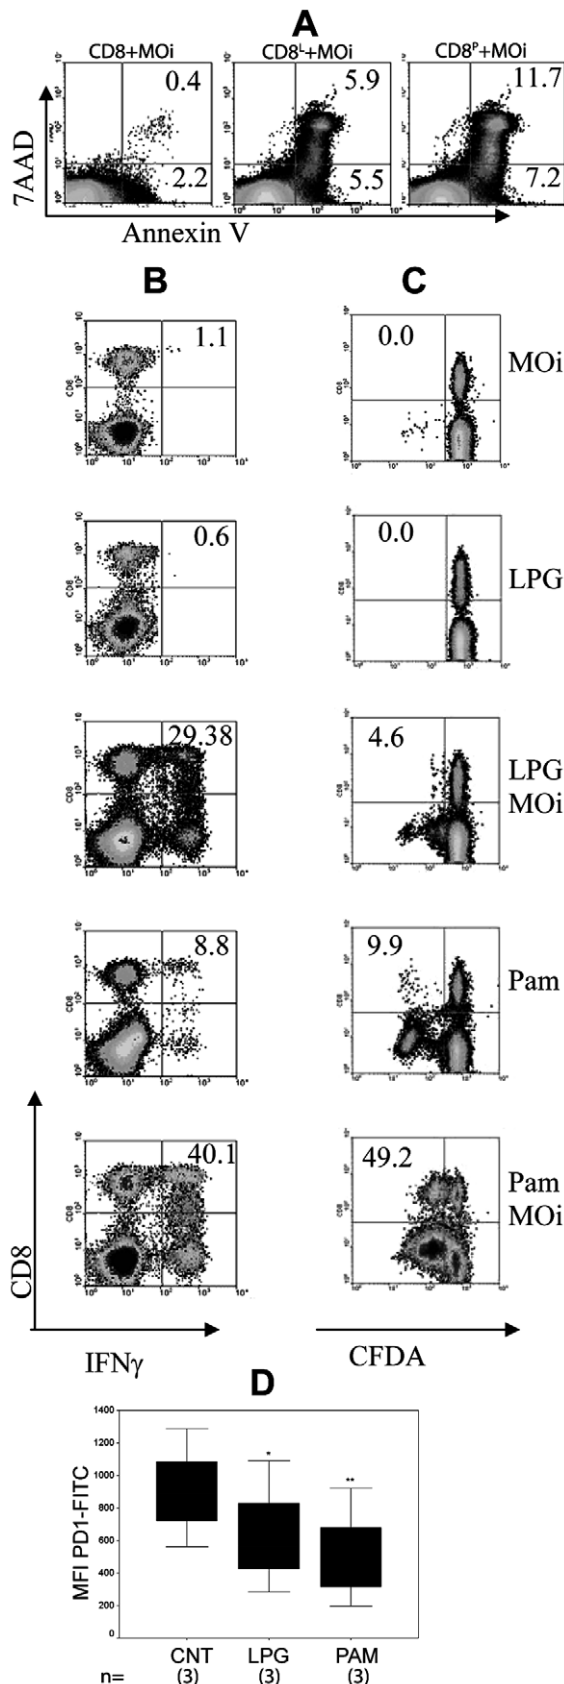 A
CD8+MOi
CD8ᴸ+MOi
CD8ᴾ+MOi
0.4
5.9
11.7
2.2
5.5
7.2
7AAD
Annexin V
B
C
1.1
0.0
MOi
0.6
0.0
LPG
29.38
4.6
LPG
MOi
8.8
9.9
Pam
40.1
49.2
Pam
MOi
CD8
IFNγ
CFDA
D
1400
1200
1000
800
600
400
200
0
MFI PD1-FITC
*
**
CNT
LPG
PAM
n=
(3)
(3)
(3)